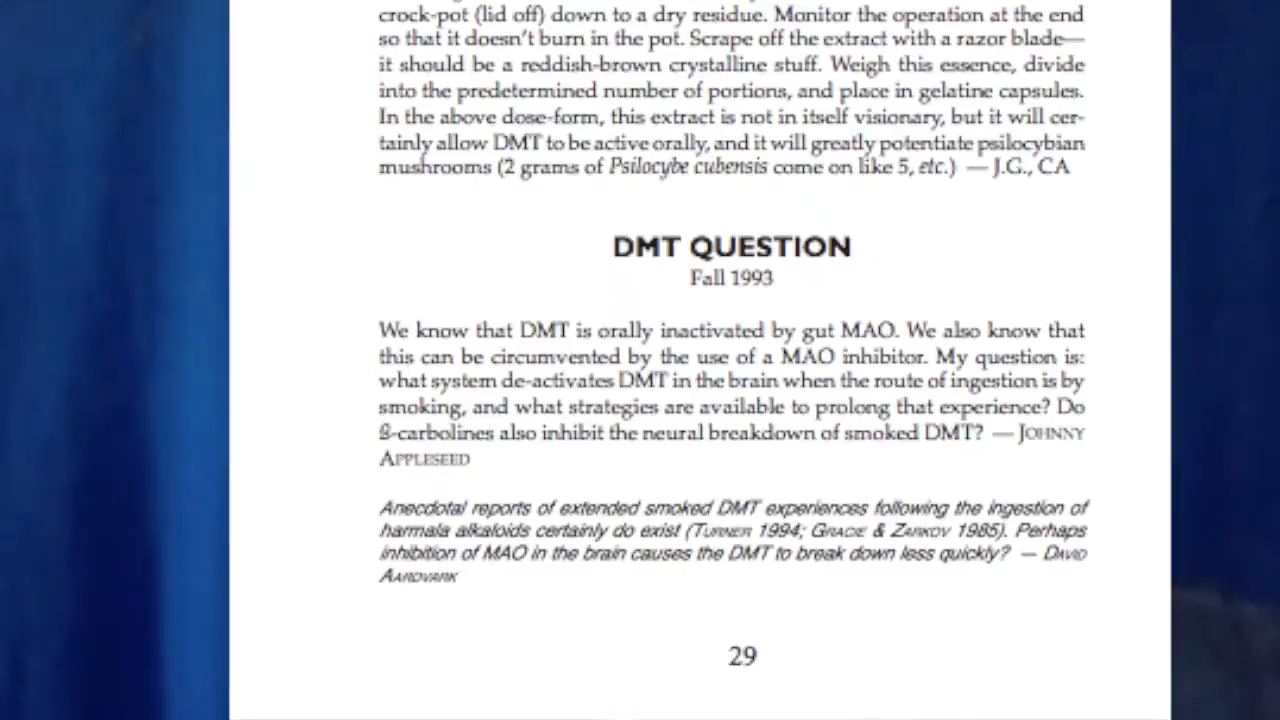 crock-pot (lid off) down to a dry residue. Monitor the operation at the end
so that it doesn't burn in the pot. Scrape off the extract with a razor blade—
it should be a reddish-brown crystalline stuff. Weigh this essence, divide
into the predetermined number of portions, and place in gelatine capsules.
In the above dose-form, this extract is not in itself visionary, but it will cer-
tainly allow DMT to be active orally, and it will greatly potentiate psilocybian
mushrooms (2 grams of Psilocybe cubensis come on like 5, etc.) — J.G., CA
DMT QUESTION
Fall 1993
We know that DMT is orally inactivated by gut MAO. We also know that
this can be circumvented by the use of a MAO inhibitor. My question is:
what system de-activates DMT in the brain when the route of ingestion is by
smoking, and what strategies are available to prolong that experience? Do
ß-carbolines also inhibit the neural breakdown of smoked DMT? — JOHNNY
APPLESEED
Anecdotal reports of extended smoked DMT experiences following the ingestion of
harmala alkaloids certainly do exist (TURNER 1994; GRACIE & ZARKOV 1985). Perhaps
inhibition of MAO in the brain causes the DMT to break down less quickly? — DAVID
AARDVARK
29